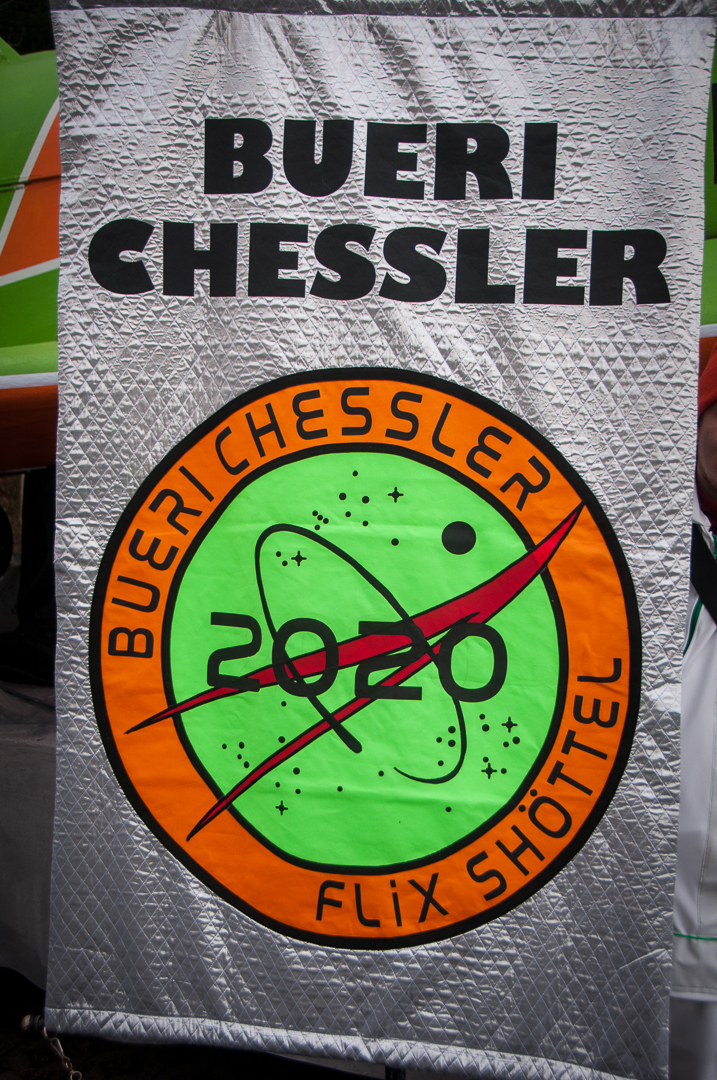 BUERI
CHESSLER
BUERI CHESSLER
2020
FLiX SHÖTTEL